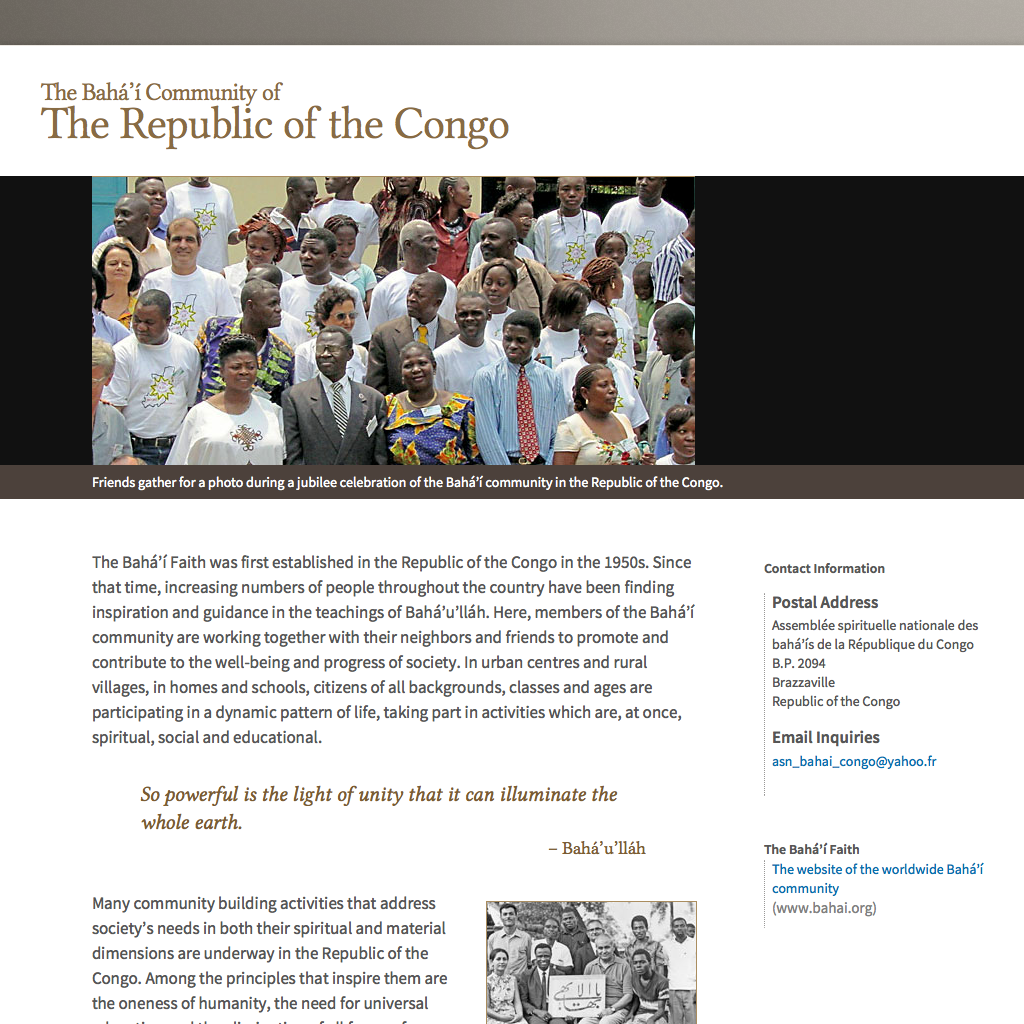 The Bahá’í Community of
The Republic of the Congo
Friends gather for a photo during a jubilee celebration of the Bahá’í community in the Republic of the Congo.
The Bahá’í Faith was first established in the Republic of the Congo in the 1950s. Since
that time, increasing numbers of people throughout the country have been finding
inspiration and guidance in the teachings of Bahá’u’lláh. Here, members of the Bahá’í
community are working together with their neighbors and friends to promote and
contribute to the well-being and progress of society. In urban centres and rural
villages, in homes and schools, citizens of all backgrounds, classes and ages are
participating in a dynamic pattern of life, taking part in activities which are, at once,
spiritual, social and educational.
So powerful is the light of unity that it can illuminate the
whole earth.
– Bahá’u’lláh
Many community building activities that address
society’s needs in both their spiritual and material
dimensions are underway in the Republic of the
Congo. Among the principles that inspire them are
the oneness of humanity, the need for universal
Contact Information
Postal Address
Assemblée spirituelle nationale des
bahá’ís de la République du Congo
B.P. 2094
Brazzaville
Republic of the Congo
Email Inquiries
asn_bahai_congo@yahoo.fr
The Bahá’í Faith
The website of the worldwide Bahá’í
community
(www.bahai.org)